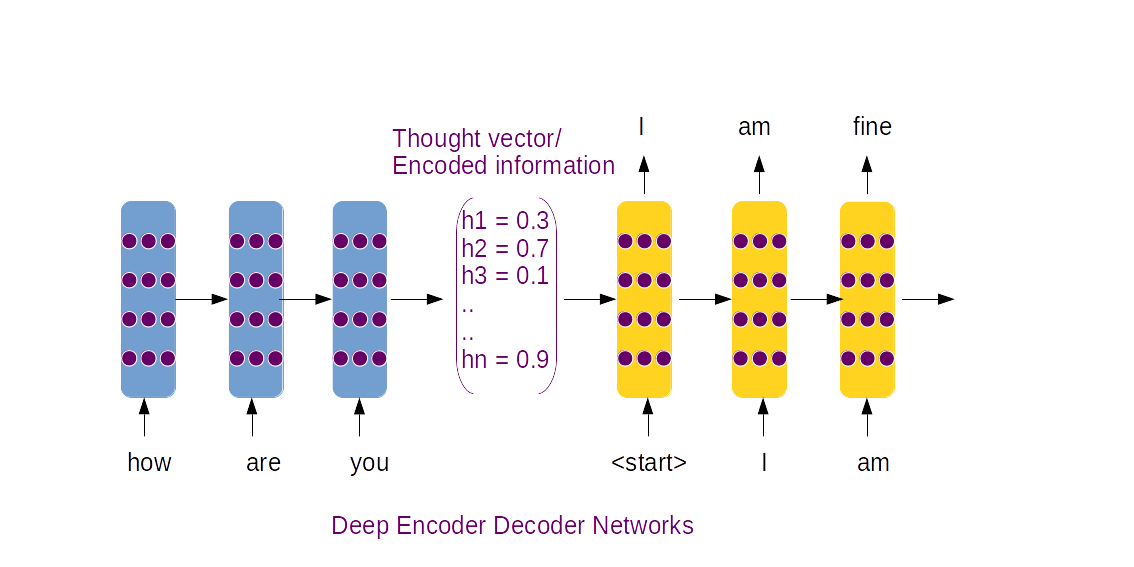 I am fine
Thought vector/
Encoded information
h1 = 0.3
h2 = 0.7
h3 = 0.1
..
..
hn = 0.9
how are you <start> I am
Deep Encoder Decoder Networks